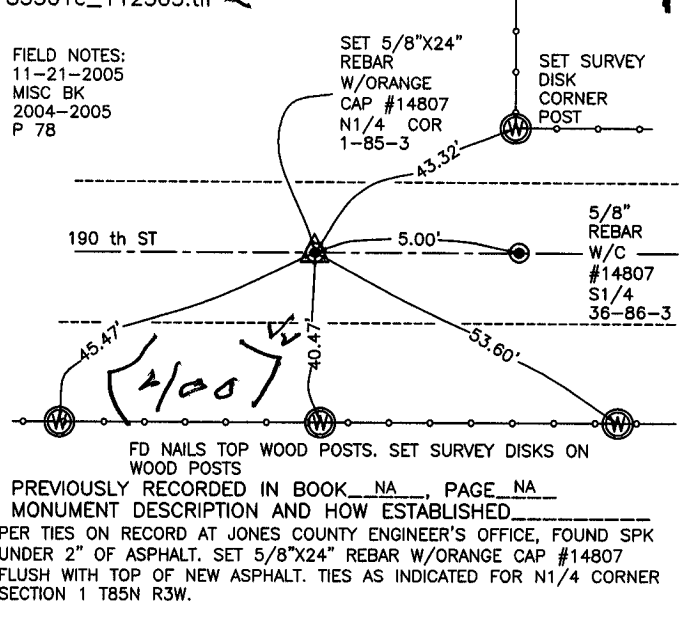 FIELD NOTES:
11-21-2005
MISC BK
2004-2005
P 78
SET 5/8"X24"
REBAR
W/ORANGE
CAP #14807
N1/4 COR
1-85-3
SET SURVEY
DISK
CORNER
POST
43.32'
190 th ST
5.00'
5/8"
REBAR
W/C
#14807
S1/4
36-86-3
45.47'
40.47'
53.60'
FD NAILS TOP WOOD POSTS. SET SURVEY DISKS ON
WOOD POSTS
PREVIOUSLY RECORDED IN BOOK NA , PAGE NA
MONUMENT DESCRIPTION AND HOW ESTABLISHED
PER TIES ON RECORD AT JONES COUNTY ENGINEER'S OFFICE, FOUND SPK
UNDER 2" OF ASPHALT. SET 5/8"X24" REBAR W/ORANGE CAP #14807
FLUSH WITH TOP OF NEW ASPHALT. TIES AS INDICATED FOR N1/4 CORNER
SECTION 1 T85N R3W.